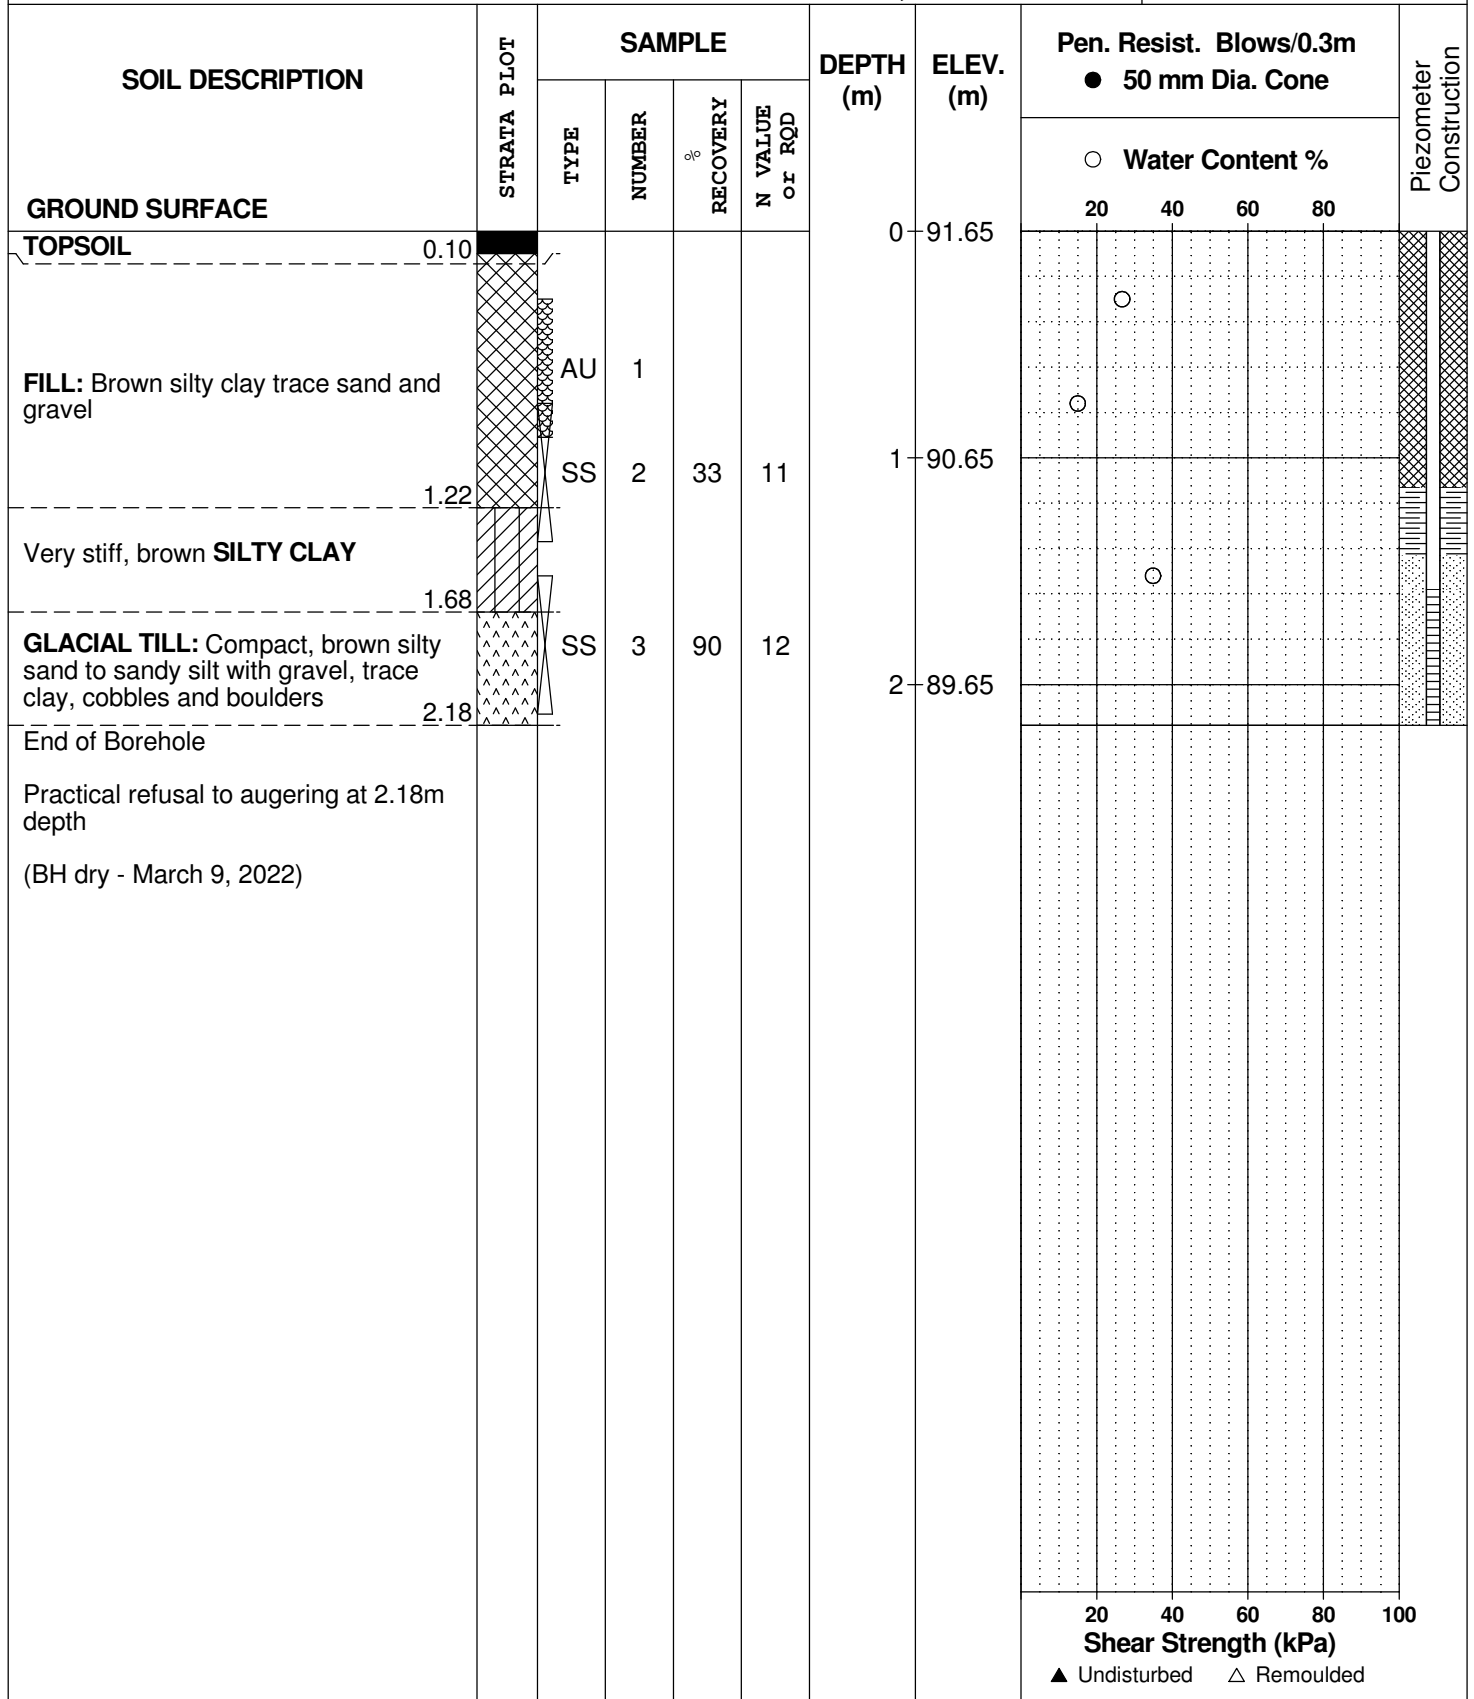 SOIL DESCRIPTION
GROUND SURFACE
STRATA PLOT
SAMPLE
TYPE
NUMBER
%
RECOVERY
N VALUE
or RQD
DEPTH
(m)
ELEV.
(m)
Pen. Resist. Blows/0.3m
● 50 mm Dia. Cone
○ Water Content %
20 40 60 80
Piezometer
Construction
TOPSOIL 0.10
0 91.65
FILL: Brown silty clay trace sand and
gravel
AU 1
1 90.65
SS 2 33 11
1.22
Very stiff, brown SILTY CLAY
1.68
GLACIAL TILL: Compact, brown silty
sand to sandy silt with gravel, trace
clay, cobbles and boulders
SS 3 90 12
2 89.65
2.18
End of Borehole
Practical refusal to augering at 2.18m
depth
(BH dry - March 9, 2022)
20 40 60 80 100
Shear Strength (kPa)
▲ Undisturbed △ Remoulded